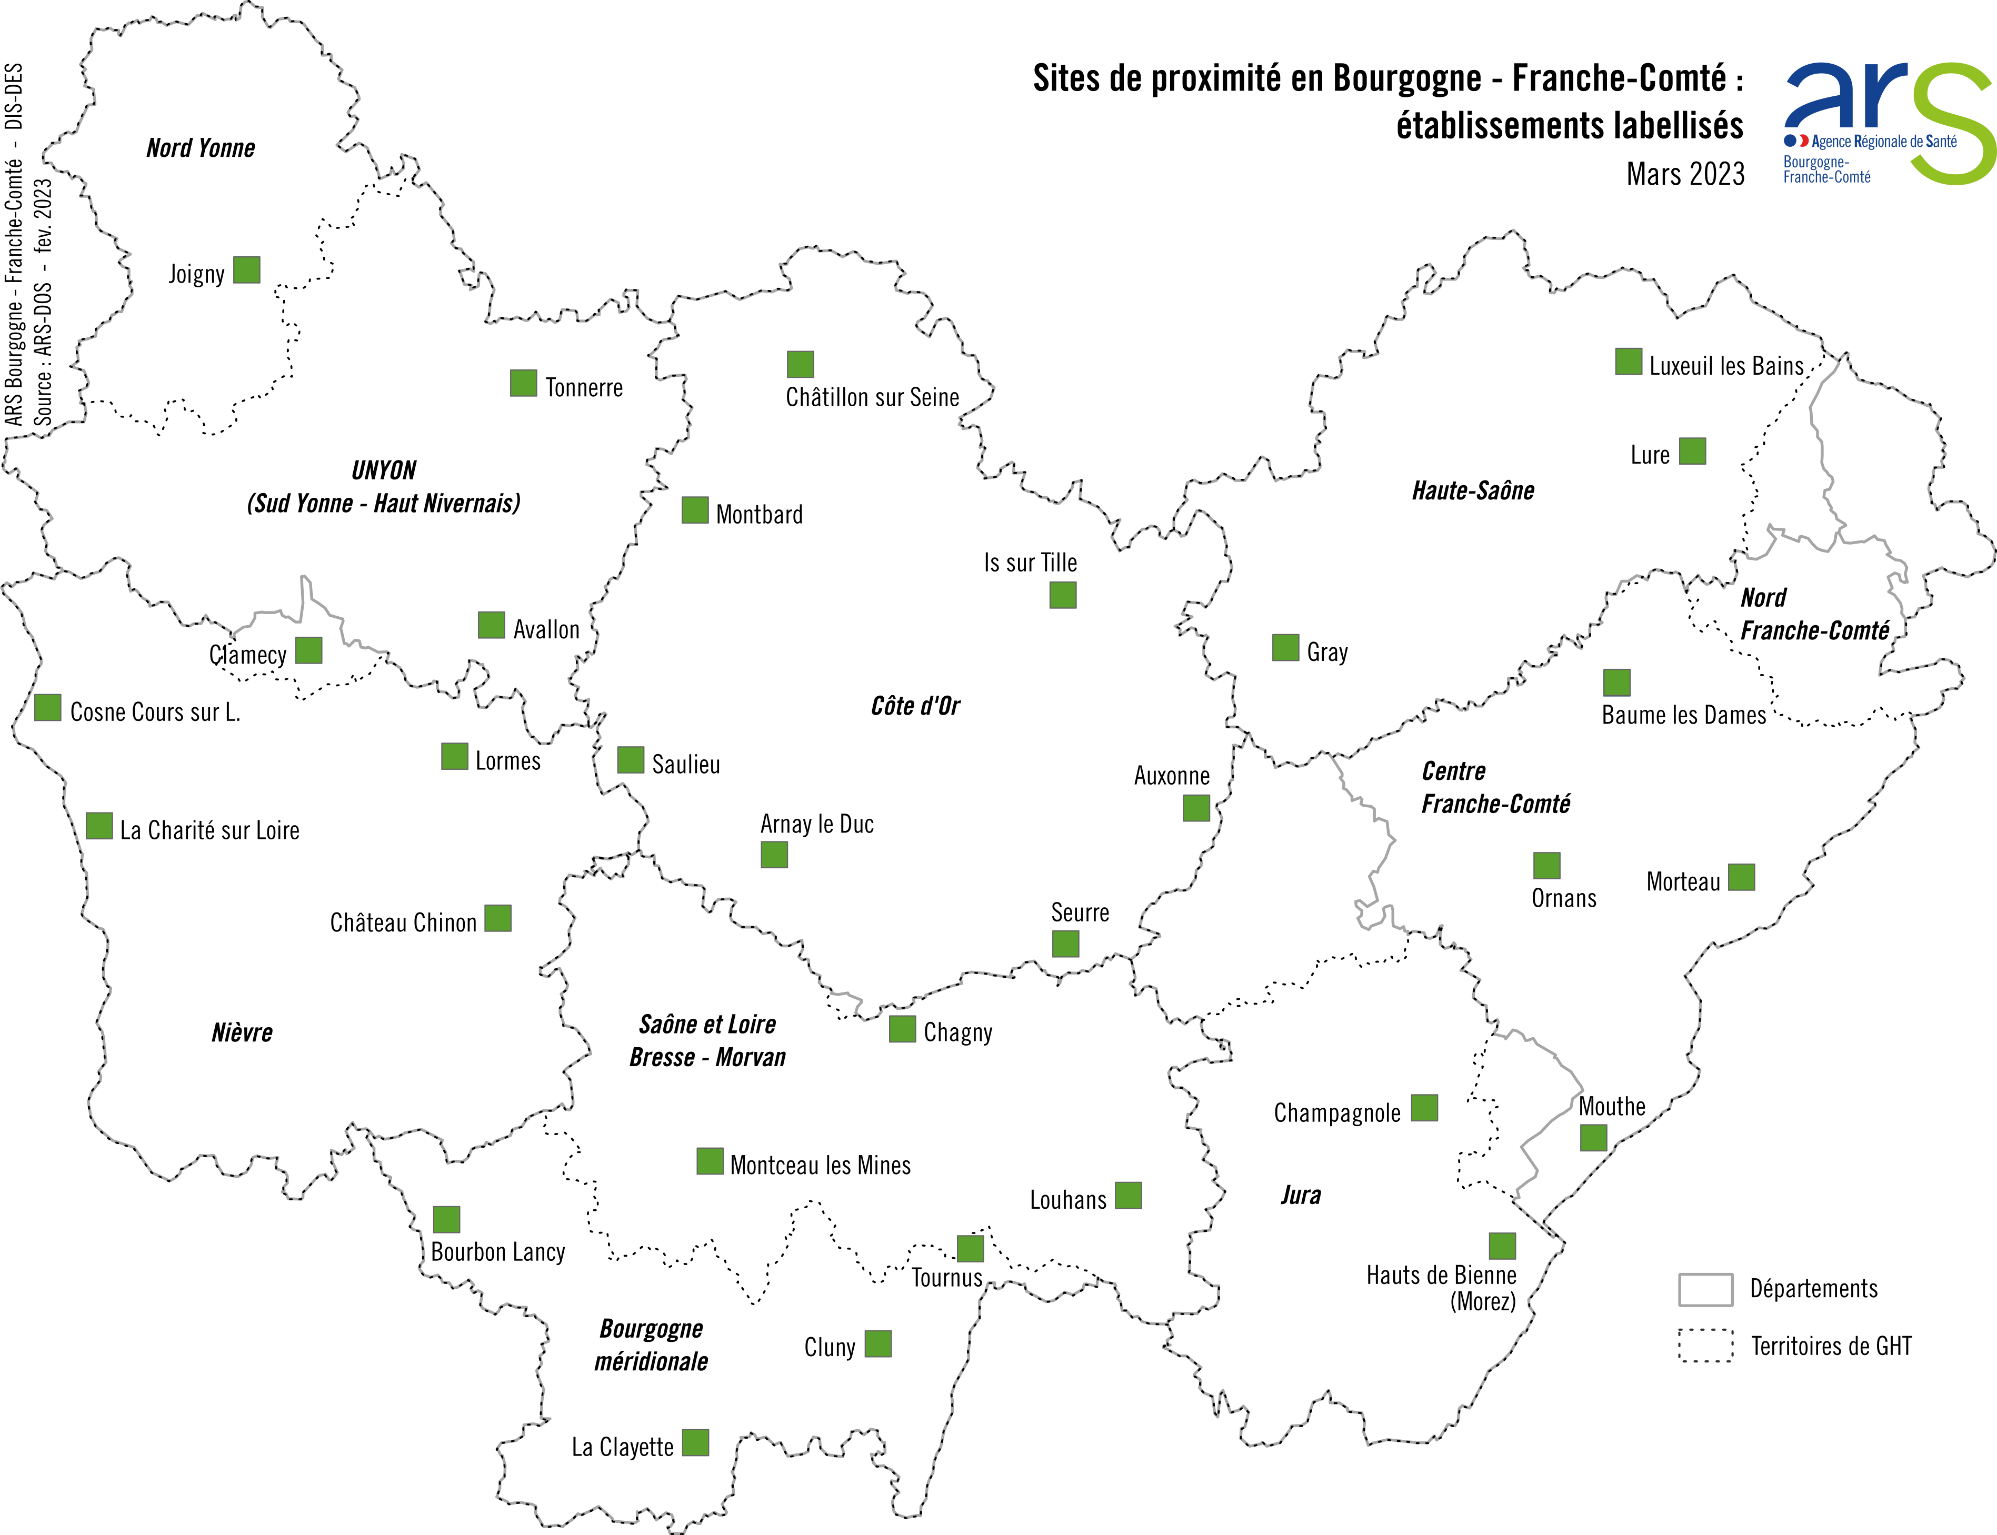 Sites de proximité en Bourgogne - Franche-Comté :
établissements labellisés
Mars 2023
ars
Agence Régionale de Santé
Bourgogne-
Franche-Comté
ARS Bourgogne - Franche-Comté - DIS-DES
Source : ARS-DOS - fev. 2023
Nord Yonne
Joigny
Tonnerre
Châtillon sur Seine
Luxeuil les Bains
Lure
UNYON
(Sud Yonne - Haut Nivernais)
Haute-Saône
Montbard
Is sur Tille
Nord
Franche-Comté
Avallon
Clamecy
Gray
Cosne Cours sur L.
Côte d'Or
Baume les Dames
Lormes
Saulieu
Auxonne
Centre
Franche-Comté
La Charité sur Loire
Arnay le Duc
Ornans
Morteau
Château Chinon
Seurre
Nièvre
Saône et Loire
Bresse - Morvan
Chagny
Champagnole
Mouthe
Montceau les Mines
Louhans
Jura
Bourbon Lancy
Tournus
Hauts de Bienne
(Morez)
Bourgogne
méridionale
Cluny
La Clayette
Départements
Territoires de GHT